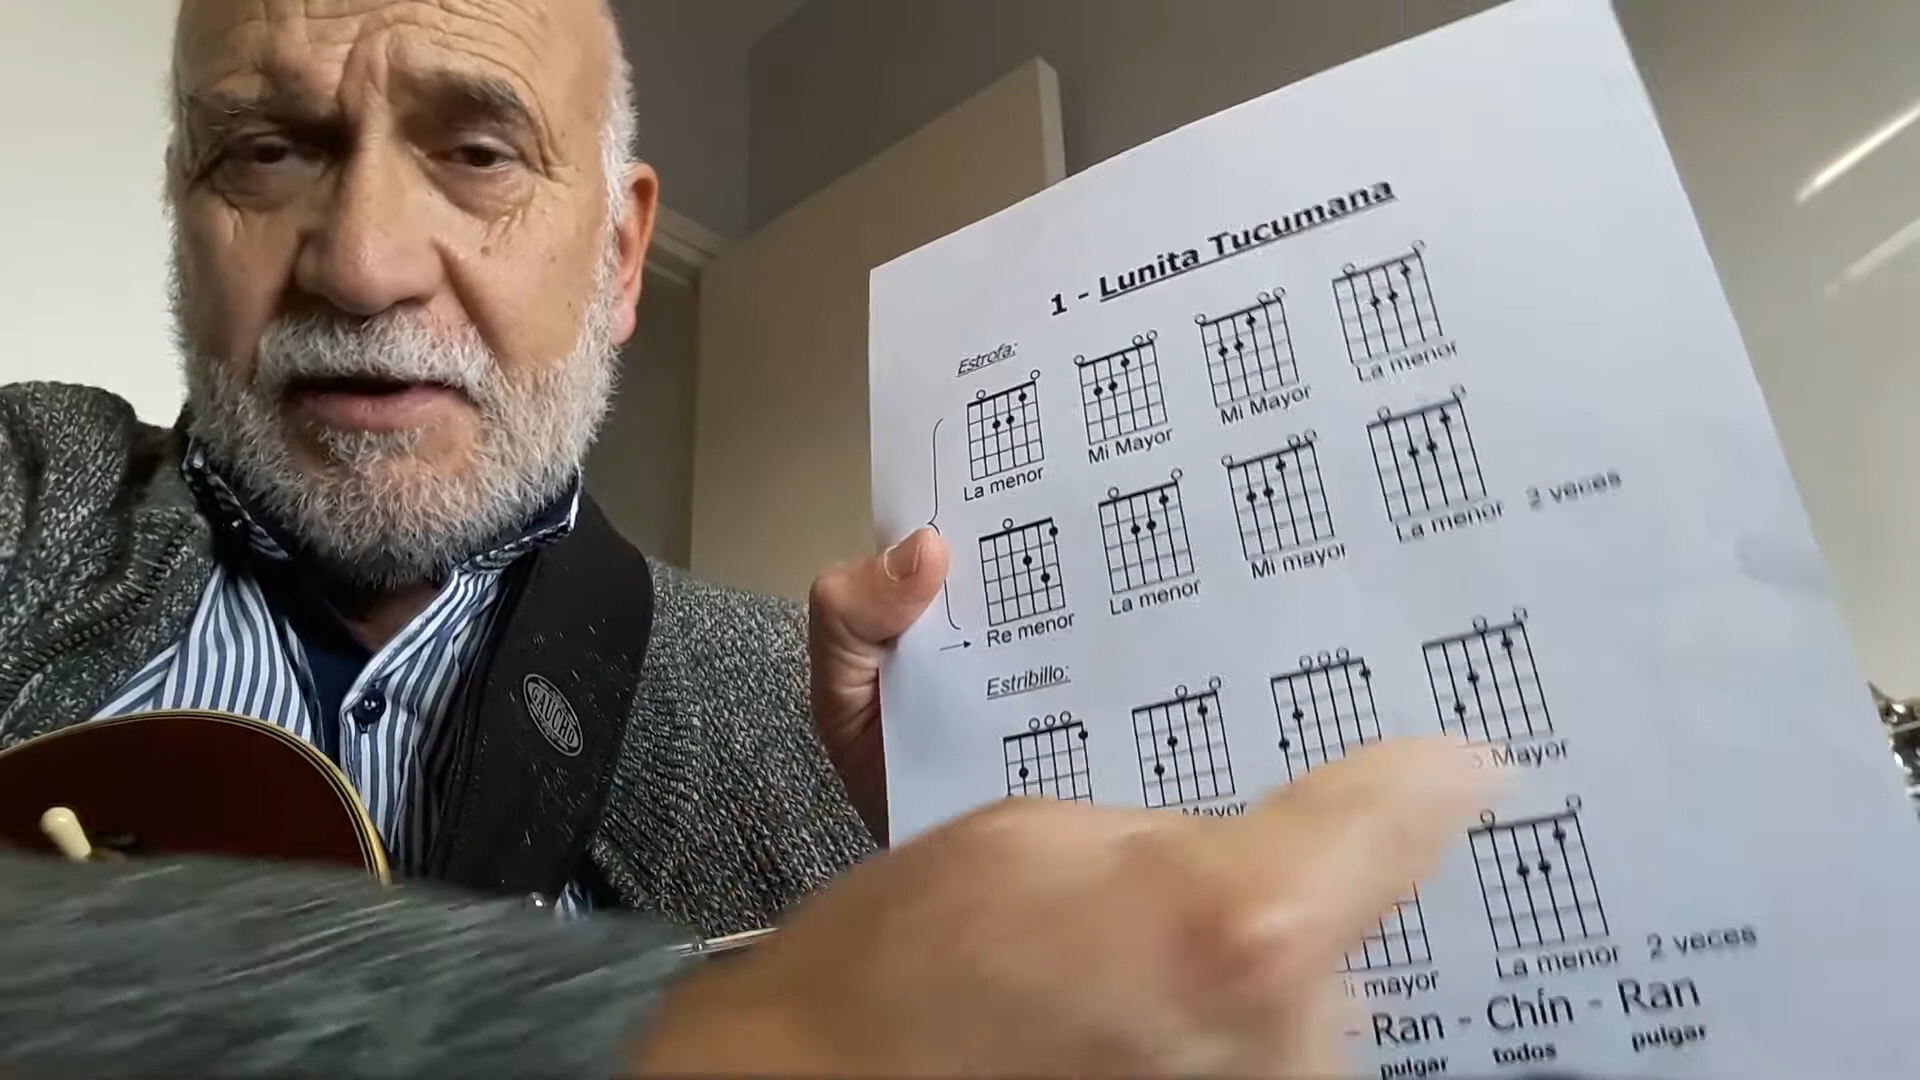 1 - Lunita Tucumana
Estrofa:
La menor Mi Mayor Mi Mayor La menor
Re menor La menor Mi mayor La menor 2 veces
Estribillo:
Mayor Mayor
mayor La menor 2 veces
- Ran - Chín - Ran
pulgar todos pulgar
GAUCHO